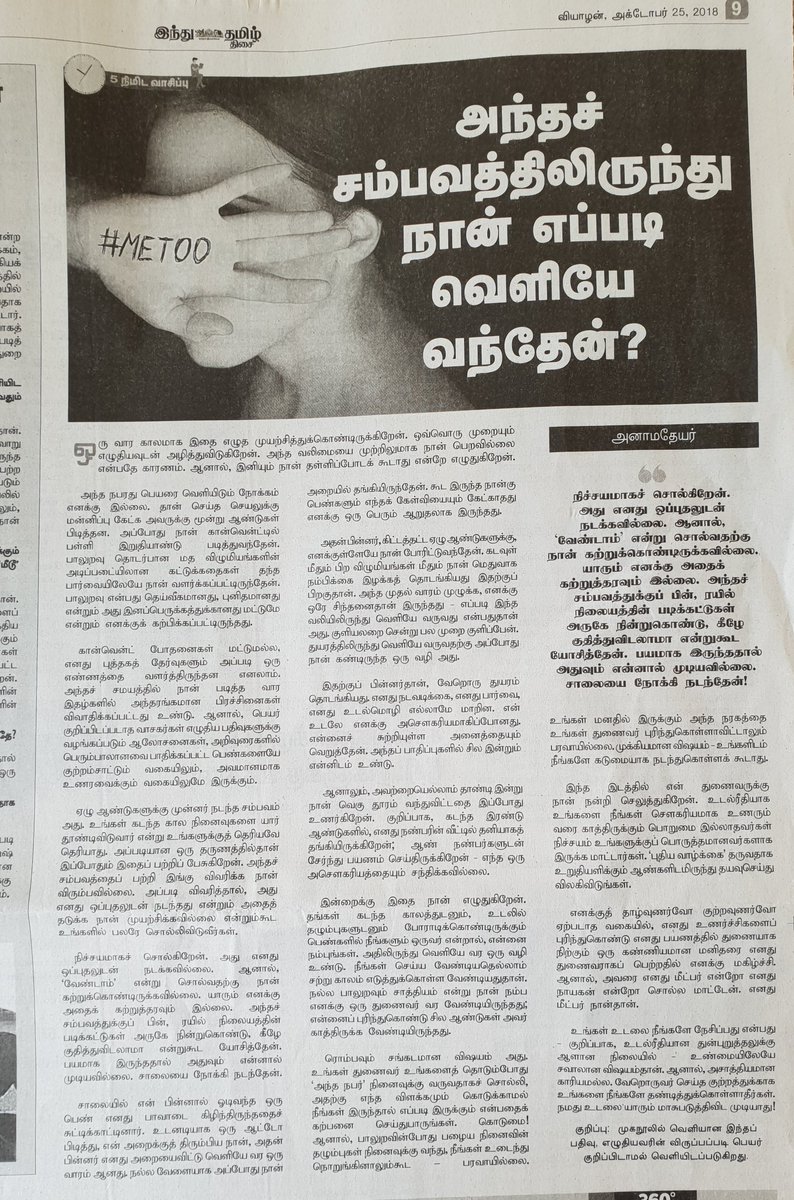 இந்து தமிழ்
திசை
வியாழன், அக்டோபர் 25, 2018 9
5 நிமிட வாசிப்பு
#METOO
அந்தச்
சம்பவத்திலிருந்து
நான் எப்படி
வெளியே
வந்தேன்?
ஒரு வார காலமாக இதை எழுத முயற்சித்துக்கொண்டிருக்கிறேன். ஒவ்வொரு முறையும்
எழுதியவுடன் அழித்துவிடுகிறேன். அந்த வலிமையை முற்றிலுமாக நான் பெறவில்லை
என்பதே காரணம். ஆனால், இனியும் நான் தள்ளிப்போடக் கூடாது என்றே எழுதுகிறேன்.
அந்த நபரது பெயரை வெளியிடும் நோக்கம்
எனக்கு இல்லை. தான் செய்த செயலுக்கு
மன்னிப்பு கேட்க அவருக்கு மூன்று ஆண்டுகள்
பிடித்தன. அப்போது நான் கான்வென்ட்டில்
பள்ளி இறுதியாண்டு படித்துவந்தேன்.
பாலுறவு தொடர்பான மத விழுமியங்களின்
அடிப்படையிலான கட்டுக்கதைகள் தந்த
பார்வையிலேயே நான் வளர்க்கப்பட்டிருந்தேன்.
பாலுறவு என்பது தெய்வீகமானது, புனிதமானது
என்றும் அது இனப்பெருக்கத்துக்கானது மட்டுமே
என்றும் எனக்குக் கற்பிக்கப்பட்டிருந்தது.
கான்வென்ட் போதனைகள் மட்டுமல்ல.
எனது புத்தகத் தேர்வுகளும் அப்படி ஒரு
எண்ணத்தை வளர்த்திருந்தன எனலாம்.
அந்தச் சமயத்தில் நான் படித்த வார
இதழ்களில் அந்தரங்கமான பிரச்சினைகள்
விவாதிக்கப்பட்டது உண்டு. ஆனால், பெயர்
குறிப்பிடப்படாத வாசகர்கள் எழுதிய பதிவுகளுக்கு
வழங்கப்படும் ஆலோசனைகள், அறிவுரைகளில்
பெரும்பாலானவை பாதிக்கப்பட்ட பெண்களையே
குற்றம்சாட்டும் வகையிலும், அவமானமாக
உணரவைக்கும் வகையிலுமே இருக்கும்.
ஏழு ஆண்டுகளுக்கு முன்னர் நடந்த சம்பவம்
அது. உங்கள் கடந்த கால நினைவுகளை யார்
தூண்டிவிடுவார் என்று உங்களுக்குத் தெரியவே
தெரியாது. அப்படியான ஒரு தருணத்தில்தான்
இப்போதும் இதைப் பற்றிப் பேசுகிறேன். அந்தச்
சம்பவத்தைப் பற்றி இங்கு விவரிக்க நான்
விரும்பவில்லை. அப்படி விவரித்தால், அது
எனது ஒப்புதலுடன் நடந்தது என்றும் அதைத்
தடுக்க நான் முயற்சிக்கவில்லை என்றும்கூட
உங்களில் பலரே சொல்லிவிடுவீர்கள்.
நிச்சயமாகச் சொல்கிறேன். அது எனது
ஒப்புதலுடன் நடக்கவில்லை. ஆனால்,
'வேண்டாம்' என்று சொல்வதற்கு நான்
கற்றுக்கொண்டிருக்கவில்லை. யாரும் எனக்கு
அதைக் கற்றுத்தரவும் இல்லை. அந்தச்
சம்பவத்துக்குப் பின், ரயில் நிலையத்தின்
படிக்கட்டுகள் அருகே நின்றுகொண்டு, கீழே
குதித்துவிடலாமா என்றுகூட யோசித்தேன்.
பயமாக இருந்ததால் அதுவும் என்னால்
முடியவில்லை. சாலையை நோக்கி நடந்தேன்.
சாலையில் என் பின்னால் ஓடிவந்த ஒரு
பெண் எனது பாவாடை கிழிந்திருந்ததைச்
சுட்டிக்காட்டினார். உடனடியாக ஒரு ஆட்டோ
பிடித்து, என் அறைக்குத் திரும்பிய நான், அதன்
பின்னர் எனது அறையைவிட்டு வெளியே வர ஒரு
வாரம் ஆனது. நல்ல வேளையாக அப்போது நான்
அறையில் தங்கியிருந்தேன். கூட இருந்த நான்கு
பெண்களும் எந்தக் கேள்வியையும் கேட்காதது
எனக்கு ஒரு பெரும் ஆறுதலாக இருந்தது.
அதன் பின்னர், கிட்டத்தட்ட ஏழு ஆண்டுகளுக்கு,
எனக்குள்ளேயே நான் போரிட்டுவந்தேன். கடவுள்
மீதும் பிற விழுமியங்கள் மீதும் நான் மெதுவாக
நம்பிக்கை இழக்கத் தொடங்கியது இதற்குப்
பிறகுதான். அந்த முதல் வாரம் முழுக்க, எனக்கு
ஒரே சிந்தனைதான் இருந்தது - எப்படி இந்த
வலியிலிருந்து வெளியே வருவது என்பதுதான்
அது. குளியலறை சென்று பல முறை குளிப்பேன்.
துயரத்திலிருந்து வெளியே வருவதற்கு அப்போது
நான் கண்டிருந்த ஒரு வழி அது.
இதற்குப் பின்னர்தான், வேறொரு துயரம்
தொடங்கியது. எனது நடவடிக்கை, எனது பார்வை,
எனது உடல்மொழி எல்லாமே மாறின. என்
உடலே எனக்கு அசௌகரியமாகிப்போனது.
என்னைச் சுற்றியுள்ள அனைத்தையும்
வெறுத்தேன். அந்தப் பாதிப்புகளில் சில இன்றும்
என்னிடம் உண்டு.
ஆனாலும், அவற்றையெல்லாம் தாண்டி இன்று
நான் வெகு தூரம் வந்துவிட்டதை இப்போது
உணர்கிறேன். குறிப்பாக, கடந்த இரண்டு
ஆண்டுகளில், எனது நண்பரின் வீட்டில் தனியாகத்
தங்கியிருக்கிறேன்; ஆண் நண்பர்களுடன்
சேர்ந்து பயணம் செய்திருக்கிறேன் - எந்த ஒரு
அசௌகரியத்தையும் சந்திக்கவில்லை.
இன்றைக்கு இதை நான் எழுதுகிறேன்.
தங்கள் கடந்த காலத்துடனும், உடலில்
தழும்புகளுடனும் போராடிக்கொண்டிருக்கும்
பெண்களில் நீங்களும் ஒருவர் என்றால், என்னை
நம்புங்கள். அதிலிருந்து வெளியே வர ஒரு வழி
உண்டு. நீங்கள் செய்ய வேண்டியதெல்லாம்
சற்று காலம் எடுத்துக்கொள்ள வேண்டியதுதான்.
நல்ல பாலுறவும் சாத்தியம் என்று நான் நம்ப
எனக்கு ஒரு துணைவர் வர வேண்டியிருந்தது;
என்னைப் புரிந்துகொண்டு சில ஆண்டுகள் அவர்
காத்திருக்க வேண்டியிருந்தது.
ரொம்பவும் சங்கடமான விஷயம் அது.
உங்கள் துணைவர் உங்களைத் தொடும்போது
'அந்த நபர்' நினைவுக்கு வருவதாகச் சொல்லி,
அதற்கு எந்த விளக்கமும் கொடுக்காமல்
நீங்கள் இருந்தால் எப்படி இருக்கும் என்பதைக்
கற்பனை செய்துபாருங்கள். கொடுமை!
ஆனால், பாலுறவின்போது பழைய நினைவின்
தழும்புகள் நினைவுக்கு வந்து, நீங்கள் உடைந்து
நொறுங்கினாலும்கூட - பரவாயில்லை.
அனாமதேயர்
நிச்சயமாகச் சொல்கிறேன்.
அது எனது ஒப்புதலுடன்
நடக்கவில்லை. ஆனால்,
'வேண்டாம்' என்று சொல்வதற்கு
நான் கற்றுக்கொண்டிருக்கவில்லை.
யாரும் எனக்கு அதைக்
கற்றுத்தரவும் இல்லை. அந்தச்
சம்பவத்துக்குப் பின், ரயில்
நிலையத்தின் படிக்கட்டுகள்
அருகே நின்றுகொண்டு, கீழே
குதித்துவிடலாமா என்றுகூட
யோசித்தேன். பயமாக இருந்ததால்
அதுவும் என்னால் முடியவில்லை.
சாலையை நோக்கி நடந்தேன்!
உங்கள் மனதில் இருக்கும் அந்த நரகத்தை
உங்கள் துணைவர் புரிந்துகொள்ளாவிட்டாலும்
பரவாயில்லை. முக்கியமான விஷயம் - உங்களிடம்
நீங்களே கடுமையாக நடந்துகொள்ளக் கூடாது.
இந்த இடத்தில் என் துணைவருக்கு
நான் நன்றி செலுத்துகிறேன். உடல்ரீதியாக
உங்களை நீங்கள் சௌகரியமாக உணரும்
வரை காத்திருக்கும் பொறுமை இல்லாதவர்கள்
நிச்சயம் உங்களுக்குப் பொருத்தமானவர்களாக
இருக்க மாட்டார்கள். 'புதிய வாழ்க்கை' தருவதாக
உறுதியளிக்கும் ஆண்களிடமிருந்து தயவுசெய்து
விலகிவிடுங்கள்.
எனக்குத் தாழ்வுணர்வோ குற்றவுணர்வோ
ஏற்படாத வகையில், எனது உணர்ச்சிகளைப்
புரிந்துகொண்டு எனது பயணத்தில் துணையாக
நிற்கும் ஒரு கண்ணியமான மனிதரை எனது
துணைவராகப் பெற்றதில் எனக்கு மகிழ்ச்சி.
ஆனால், அவரை எனது மீட்பர் என்றோ எனது
நாயகன் என்றோ சொல்ல மாட்டேன். எனது
மீட்பர் நான்தான்.
உங்கள் உடலை நீங்களே நேசிப்பது என்பது
- குறிப்பாக, உடல்ரீதியான துன்புறுத்தலுக்கு
ஆளான நிலையில் - உண்மையிலேயே
சவாலான விஷயம்தான். ஆனால், அசாத்தியமான
காரியமல்ல. வேறொருவர் செய்த குற்றத்துக்காக
உங்களை நீங்களே தண்டித்துக்கொள்ளாதீர்கள்.
நமது உடலை யாரும் மாசுபடுத்திவிட முடியாது!
குறிப்பு: முகநூலில் வெளியான இந்தப்
பதிவு, எழுதியவரின் விருப்பப்படி பெயர்
குறிப்பிடாமல் வெளியிடப்படுகிறது.
360°